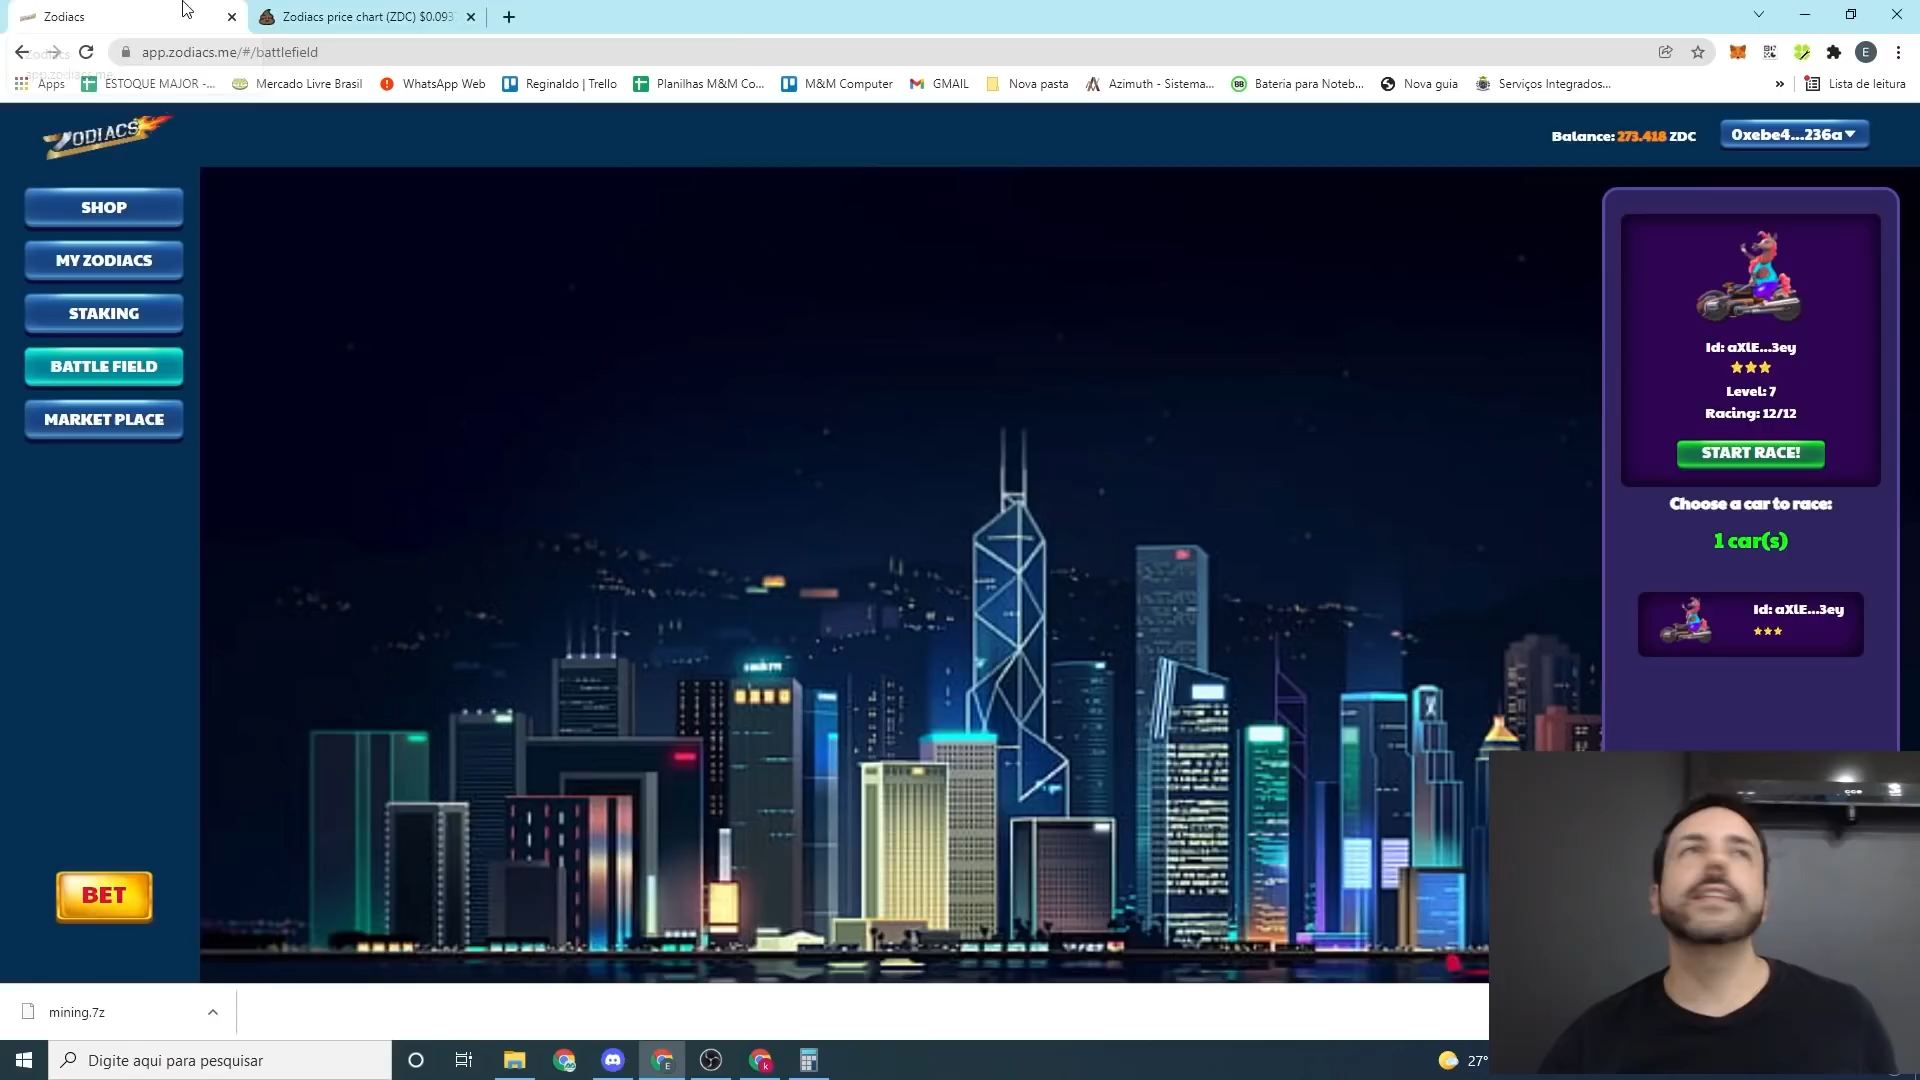 Zodiacs
Zodiacs price chart (ZDC) $0.093
app.zodiacs.me/#/battlefield
Apps
ESTOQUE MAJOR -...
Mercado Livre Brasil
WhatsApp Web
Reginaldo | Trello
Planilhas M&M Co...
M&M Computer
GMAIL
Nova pasta
Azimuth - Sistema...
Bateria para Noteb...
Nova guia
Serviços Integrados...
»
Lista de leitura
ZODIACS
Balance: 273.418 ZDC
0xebe4...236a
SHOP
MY ZODIACS
STAKING
BATTLE FIELD
MARKET PLACE
BET
Id: aXlE...3ey
Level: 7
Racing: 12/12
START RACE!
Choose a car to race:
1 car(s)
Id: aXlE...3ey
mining.7z
Digite aqui para pesquisar
27°